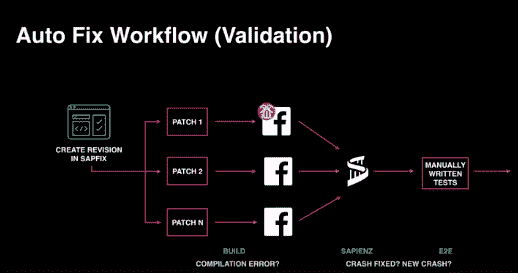 Auto Fix Workflow (Validation)
CREATE REVISION
IN SAPFIX
PATCH 1
PATCH 2
PATCH N
MANUALLY
WRITTEN
TESTS
BUILD
COMPILATION ERROR?
SAPIENZ
E2E
CRASH FIXED? NEW CRASH?